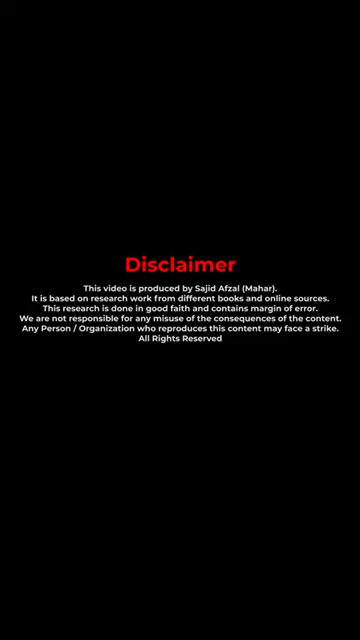 Disclaimer
This video is produced by Sajid Afzal (Mahar).
It is based on research work from different books and online sources.
This research is done in good faith and contains margin of error.
We are not responsible for any misuse of the consequences of the content.
Any Person / Organization who reproduces this content may face a strike.
All Rights Reserved